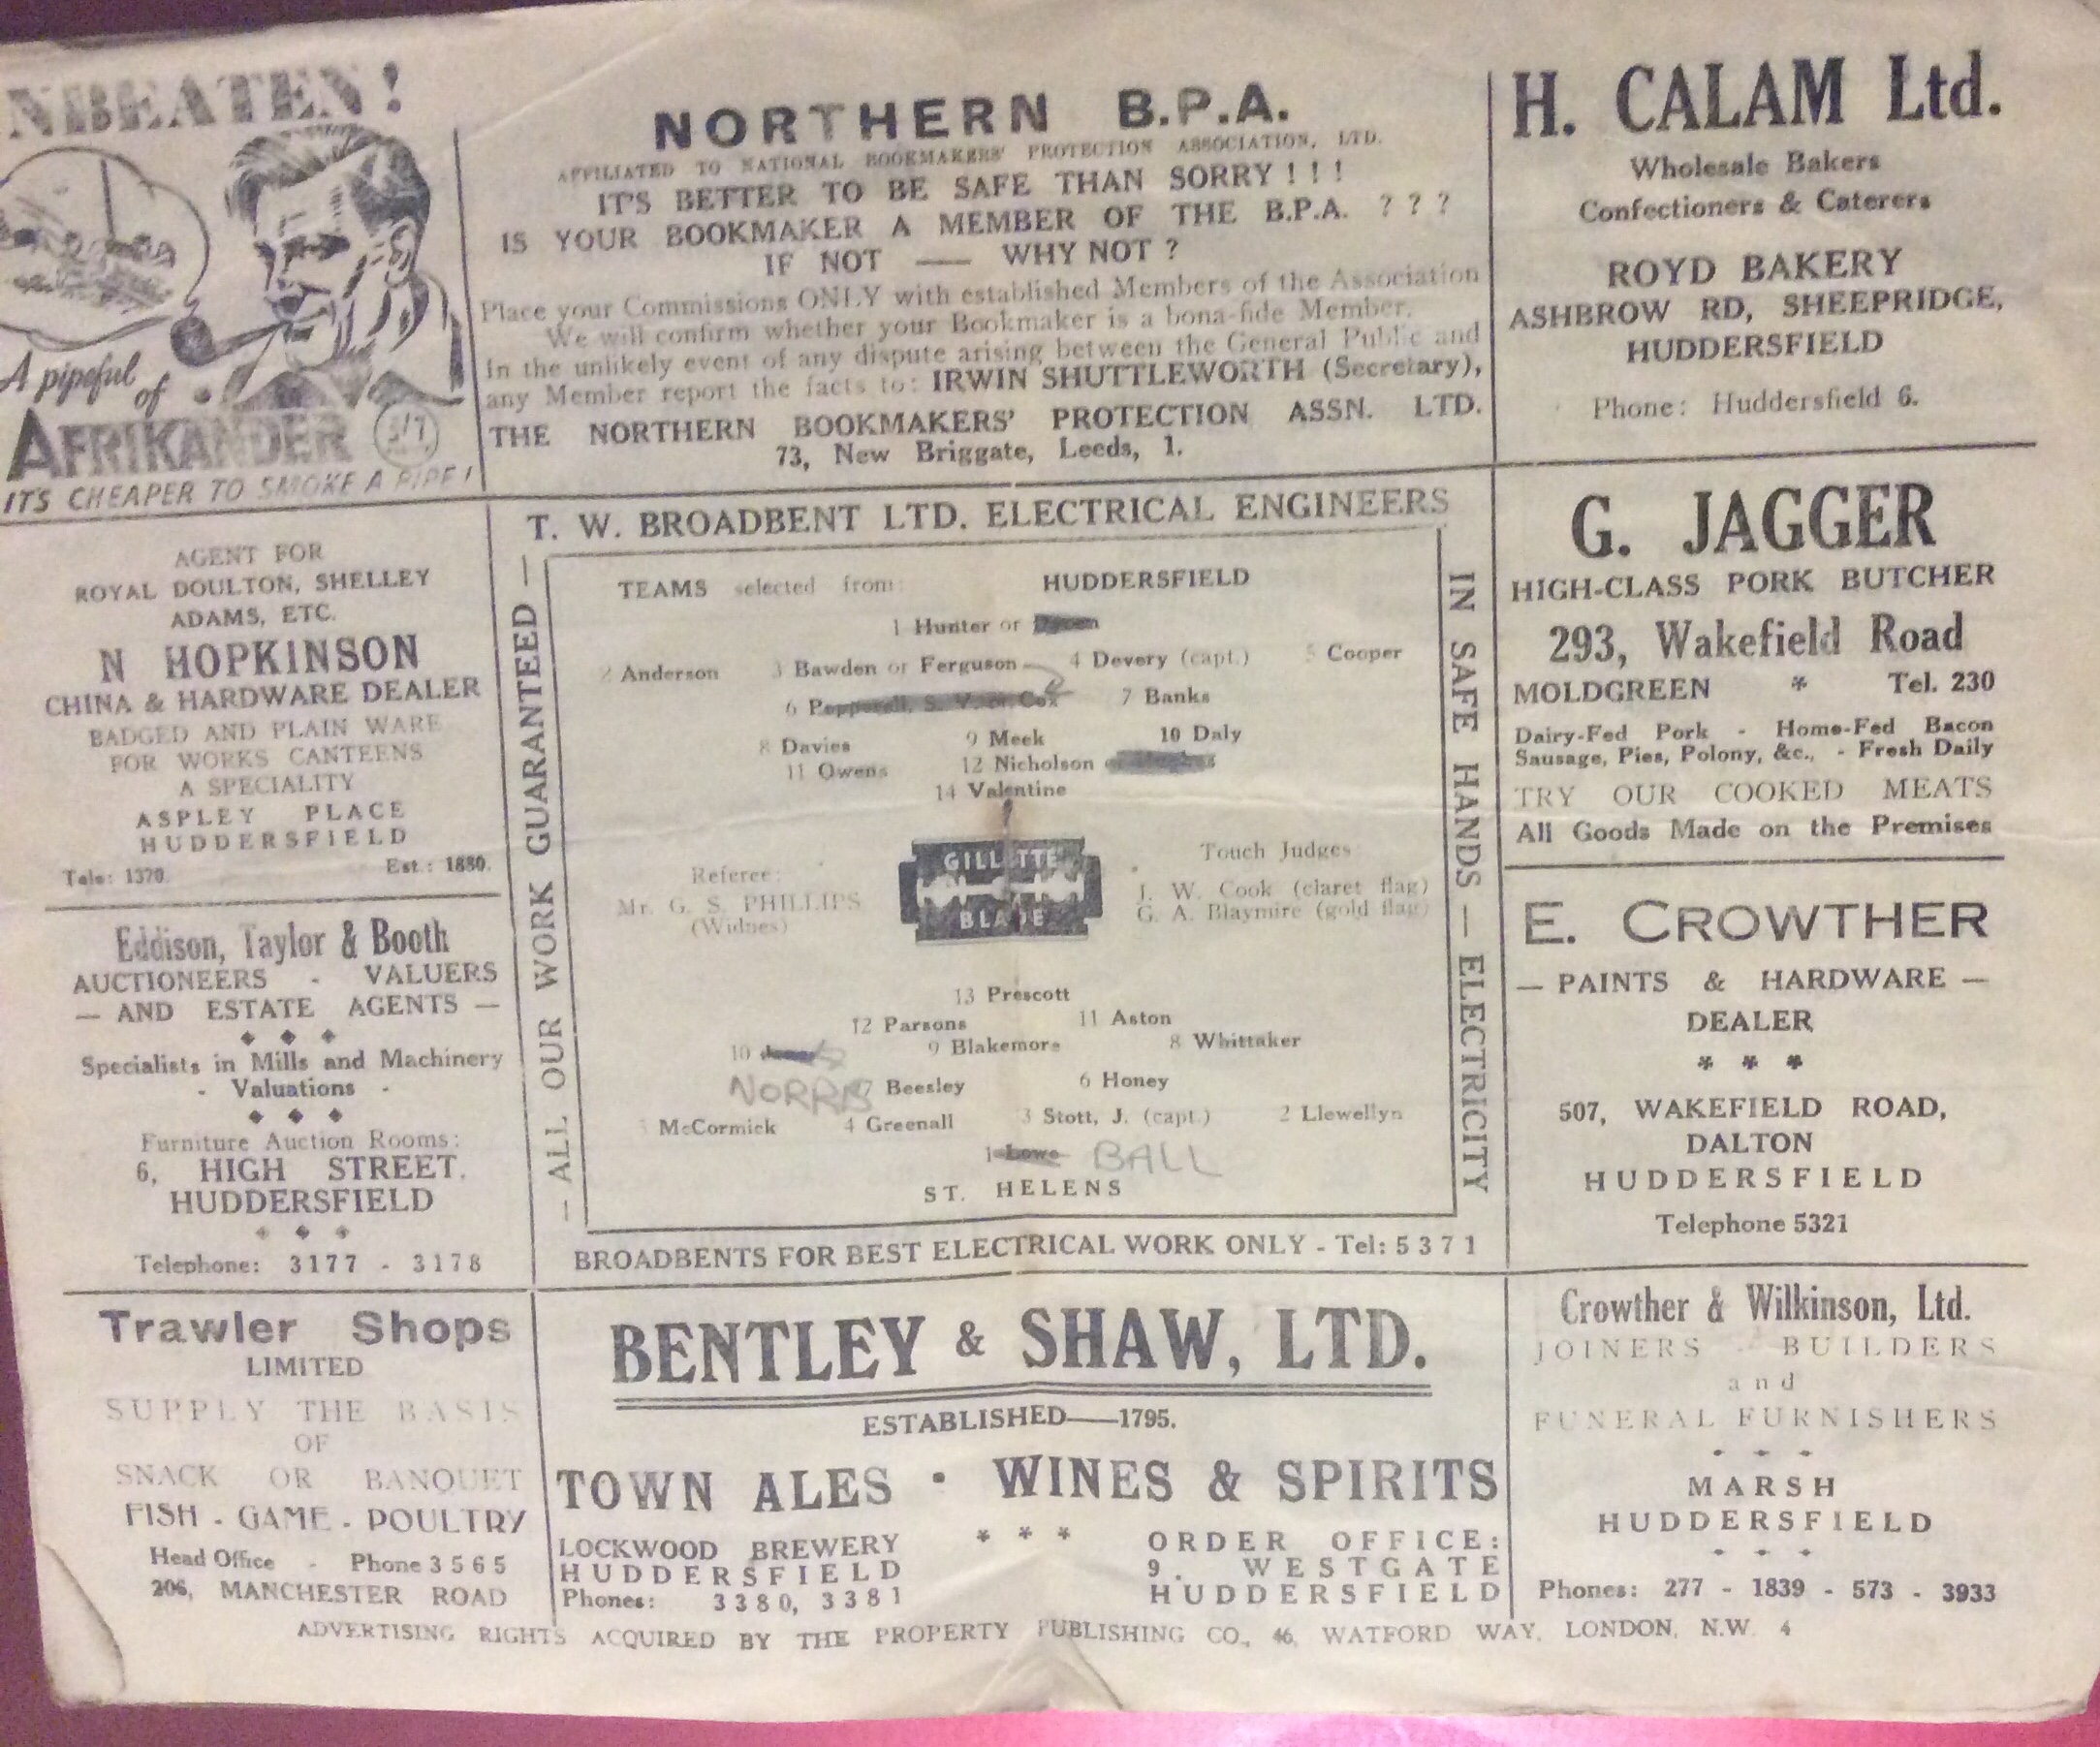 NBEATEN!
A pipeful
of
AFRIKANDER
IT'S CHEAPER TO SMOKE A PIPE!
NORTHERN B.P.A.
AFFILIATED TO NATIONAL BOOKMAKERS' PROTECTION ASSOCIATION, LTD.
IT'S BETTER TO BE SAFE THAN SORRY ! ! !
IS YOUR BOOKMAKER A MEMBER OF THE B.P.A. ? ? ?
IF NOT — WHY NOT ?
Place your Commissions ONLY with established Members of the Association
We will confirm whether your Bookmaker is a bona-fide Member.
In the unlikely event of any dispute arising between the General Public and
any Member report the facts to: IRWIN SHUTTLEWORTH (Secretary),
THE NORTHERN BOOKMAKERS' PROTECTION ASSN. LTD.
73, New Briggate, Leeds, 1.
H. CALAM Ltd.
Wholesale Bakers
Confectioners & Caterers
ROYD BAKERY
ASHBROW RD, SHEEPRIDGE,
HUDDERSFIELD
Phone: Huddersfield 6.
AGENT FOR
ROYAL DOULTON, SHELLEY
ADAMS, ETC.
N HOPKINSON
CHINA & HARDWARE DEALER
BADGED AND PLAIN WARE
FOR WORKS CANTEENS
A SPECIALITY
ASPLEY PLACE
HUDDERSFIELD
Tele: 1370. Est.: 1880.
Eddison, Taylor & Booth
AUCTIONEERS - VALUERS
— AND ESTATE AGENTS —
Specialists in Mills and Machinery
- Valuations -
Furniture Auction Rooms:
6, HIGH STREET.
HUDDERSFIELD
Telephone: 3177 - 3178
T. W. BROADBENT LTD. ELECTRICAL ENGINEERS
— ALL OUR WORK GUARANTEED —
TEAMS selected from: HUDDERSFIELD
1 Hunter or
2 Anderson 3 Bawden or Ferguson 4 Devery (capt.) 5 Cooper
6 Pepperell, S. V. or Cox 7 Banks
8 Davies 9 Meek 10 Daly
11 Owens 12 Nicholson
14 Valentine
Referee:
Mr. G. S. PHILLIPS
(Widnes)
GILLETTE
BLADE
Touch Judges
J. W. Cook (claret flag)
G. A. Blaymire (gold flag)
13 Prescott
12 Parsons 11 Aston
10 9 Blakemore 8 Whittaker
NORRIS 7 Beesley 6 Honey
5 McCormick 4 Greenall 3 Stott, J. (capt.) 2 Llewellyn
1 Lowe BALL
ST. HELENS
IN SAFE HANDS — ELECTRICITY
BROADBENTS FOR BEST ELECTRICAL WORK ONLY - Tel: 5 3 7 1
G. JAGGER
HIGH-CLASS PORK BUTCHER
293, Wakefield Road
MOLDGREEN * Tel. 230
Dairy-Fed Pork - Home-Fed Bacon
Sausage, Pies, Polony, &c., - Fresh Daily
TRY OUR COOKED MEATS
All Goods Made on the Premises
E. CROWTHER
— PAINTS & HARDWARE —
DEALER
* * *
507, WAKEFIELD ROAD,
DALTON
HUDDERSFIELD
Telephone 5321
Trawler Shops
LIMITED
SUPPLY THE BASIS
OF
SNACK OR BANQUET
FISH - GAME - POULTRY
Head Office - Phone 3 5 6 5
206, MANCHESTER ROAD
BENTLEY & SHAW, LTD.
ESTABLISHED—1795.
TOWN ALES · WINES & SPIRITS
LOCKWOOD BREWERY
HUDDERSFIELD
Phones: 3380, 3381
* * *
ORDER OFFICE:
9. WESTGATE
HUDDERSFIELD
Crowther & Wilkinson, Ltd.
JOINERS - BUILDERS
and
FUNERAL FURNISHERS
MARSH
HUDDERSFIELD
Phones: 277 - 1839 - 573 - 3933
ADVERTISING RIGHTS ACQUIRED BY THE PROPERTY PUBLISHING CO., 46, WATFORD WAY, LONDON, N.W. 4